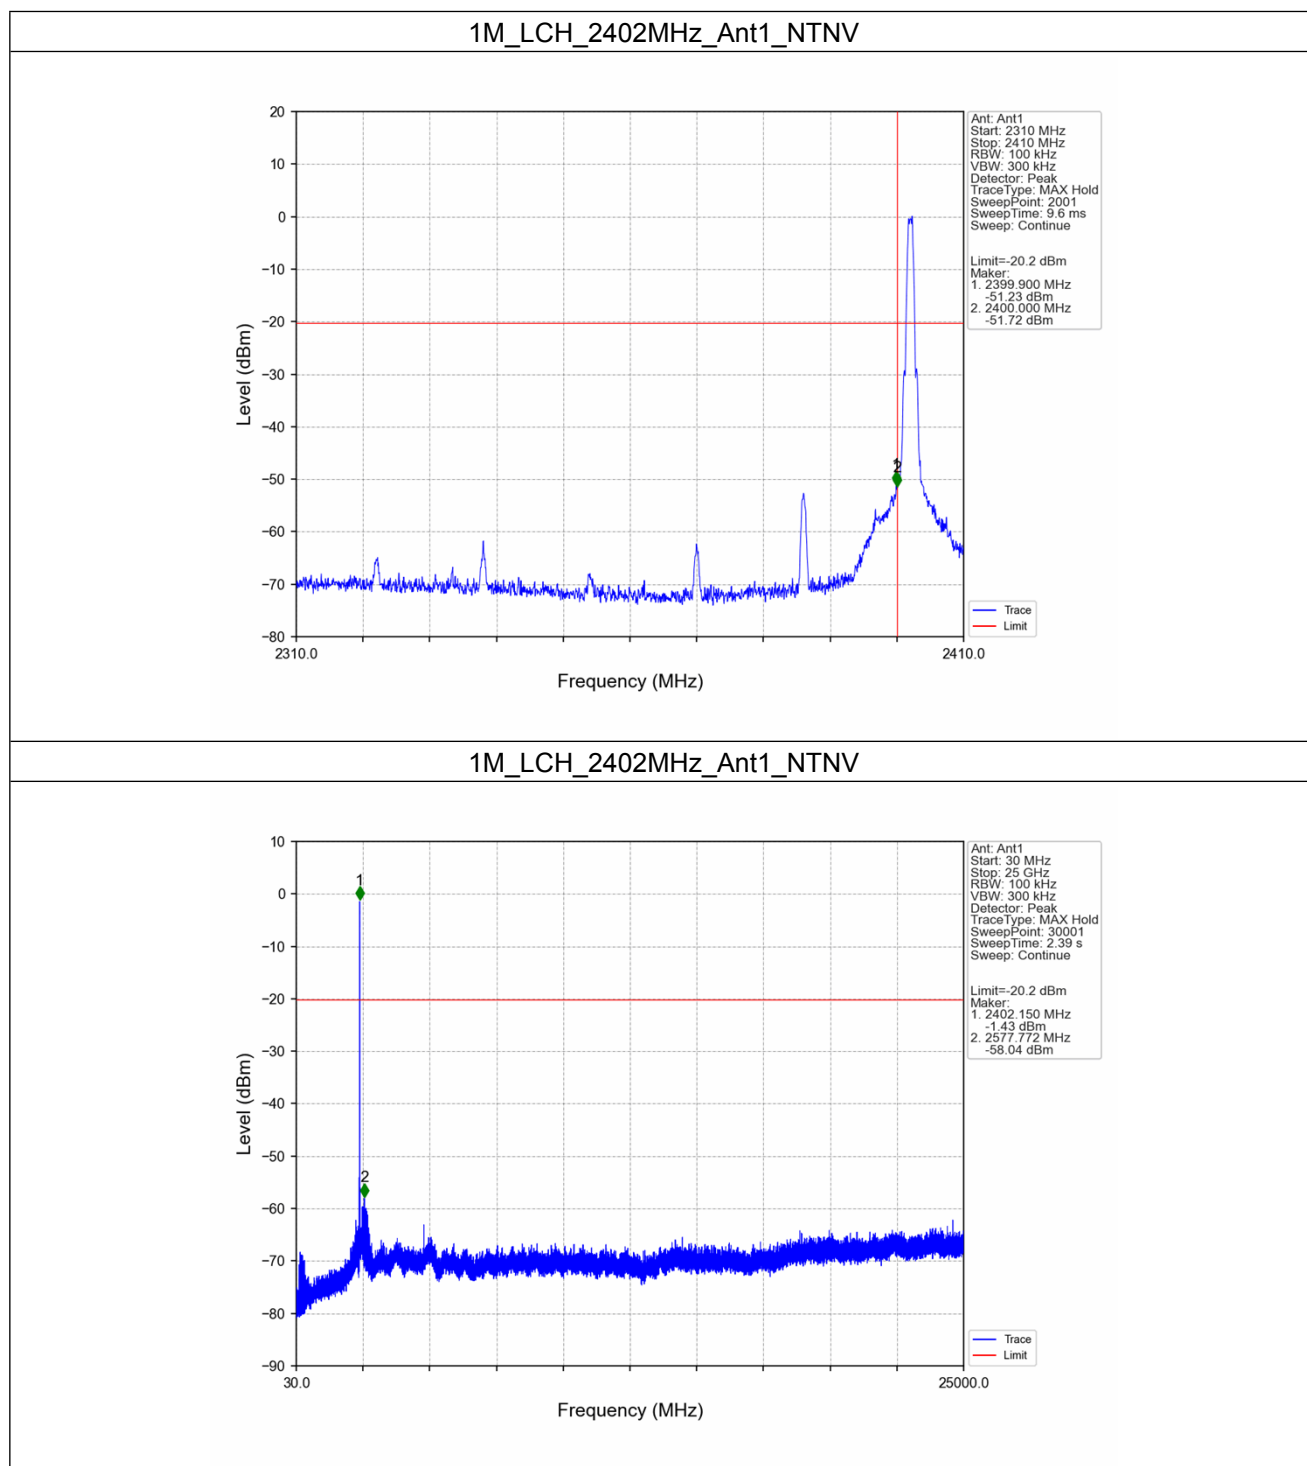 1M_LCH_2402MHz_Ant1_NTNV
20
10
0
−10
−20
−30
−40
−50
−60
−70
−80
Level (dBm)
1
2
2310.0
2410.0
Frequency (MHz)
Ant: Ant1
Start: 2310 MHz
Stop: 2410 MHz
RBW: 100 kHz
VBW: 300 kHz
Detector: Peak
TraceType: MAX Hold
SweepPoint: 2001
SweepTime: 9.6 ms
Sweep: Continue
Limit=-20.2 dBm
Maker:
1. 2399.900 MHz
-51.23 dBm
2. 2400.000 MHz
-51.72 dBm
Trace
Limit
1M_LCH_2402MHz_Ant1_NTNV
10
0
−10
−20
−30
−40
−50
−60
−70
−80
−90
Level (dBm)
1
2
30.0
25000.0
Frequency (MHz)
Ant: Ant1
Start: 30 MHz
Stop: 25 GHz
RBW: 100 kHz
VBW: 300 kHz
Detector: Peak
TraceType: MAX Hold
SweepPoint: 30001
SweepTime: 2.39 s
Sweep: Continue
Limit=-20.2 dBm
Maker:
1. 2402.150 MHz
-1.43 dBm
2. 2577.772 MHz
-58.04 dBm
Trace
Limit